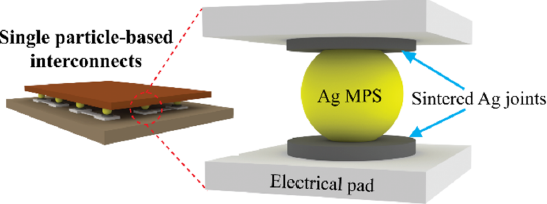 Single particle-based
interconnects
Ag MPS
Sintered Ag joints
Electrical pad